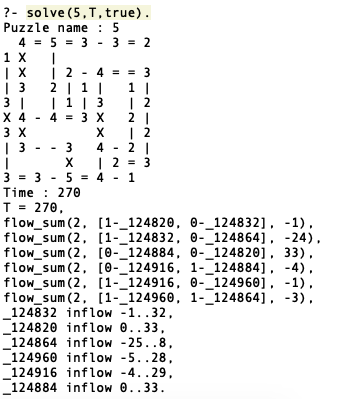 ?- solve(5,T,true).
Puzzle name : 5
  4 = 5 = 3 - 3 = 2
1 X   |
| X   | 2 - 4 = = 3
| 3   2 | 1 |   1 |
3 |   | 1 | 3   | 2
X 4 - 4 = 3 X   2 |
3 X         X   | 2
| 3 - - 3   4 - 2 |
|       X   | 2 = 3
3 = 3 - 5 = 4 - 1
Time : 270
T = 270,
flow_sum(2, [1-_124820, 0-_124832], -1),
flow_sum(2, [1-_124832, 0-_124864], -24),
flow_sum(2, [0-_124884, 0-_124820], 33),
flow_sum(2, [0-_124916, 1-_124884], -4),
flow_sum(2, [1-_124916, 0-_124960], -1),
flow_sum(2, [1-_124960, 1-_124864], -3),
_124832 inflow -1..32,
_124820 inflow 0..33,
_124864 inflow -25..8,
_124960 inflow -5..28,
_124916 inflow -4..29,
_124884 inflow 0..33.